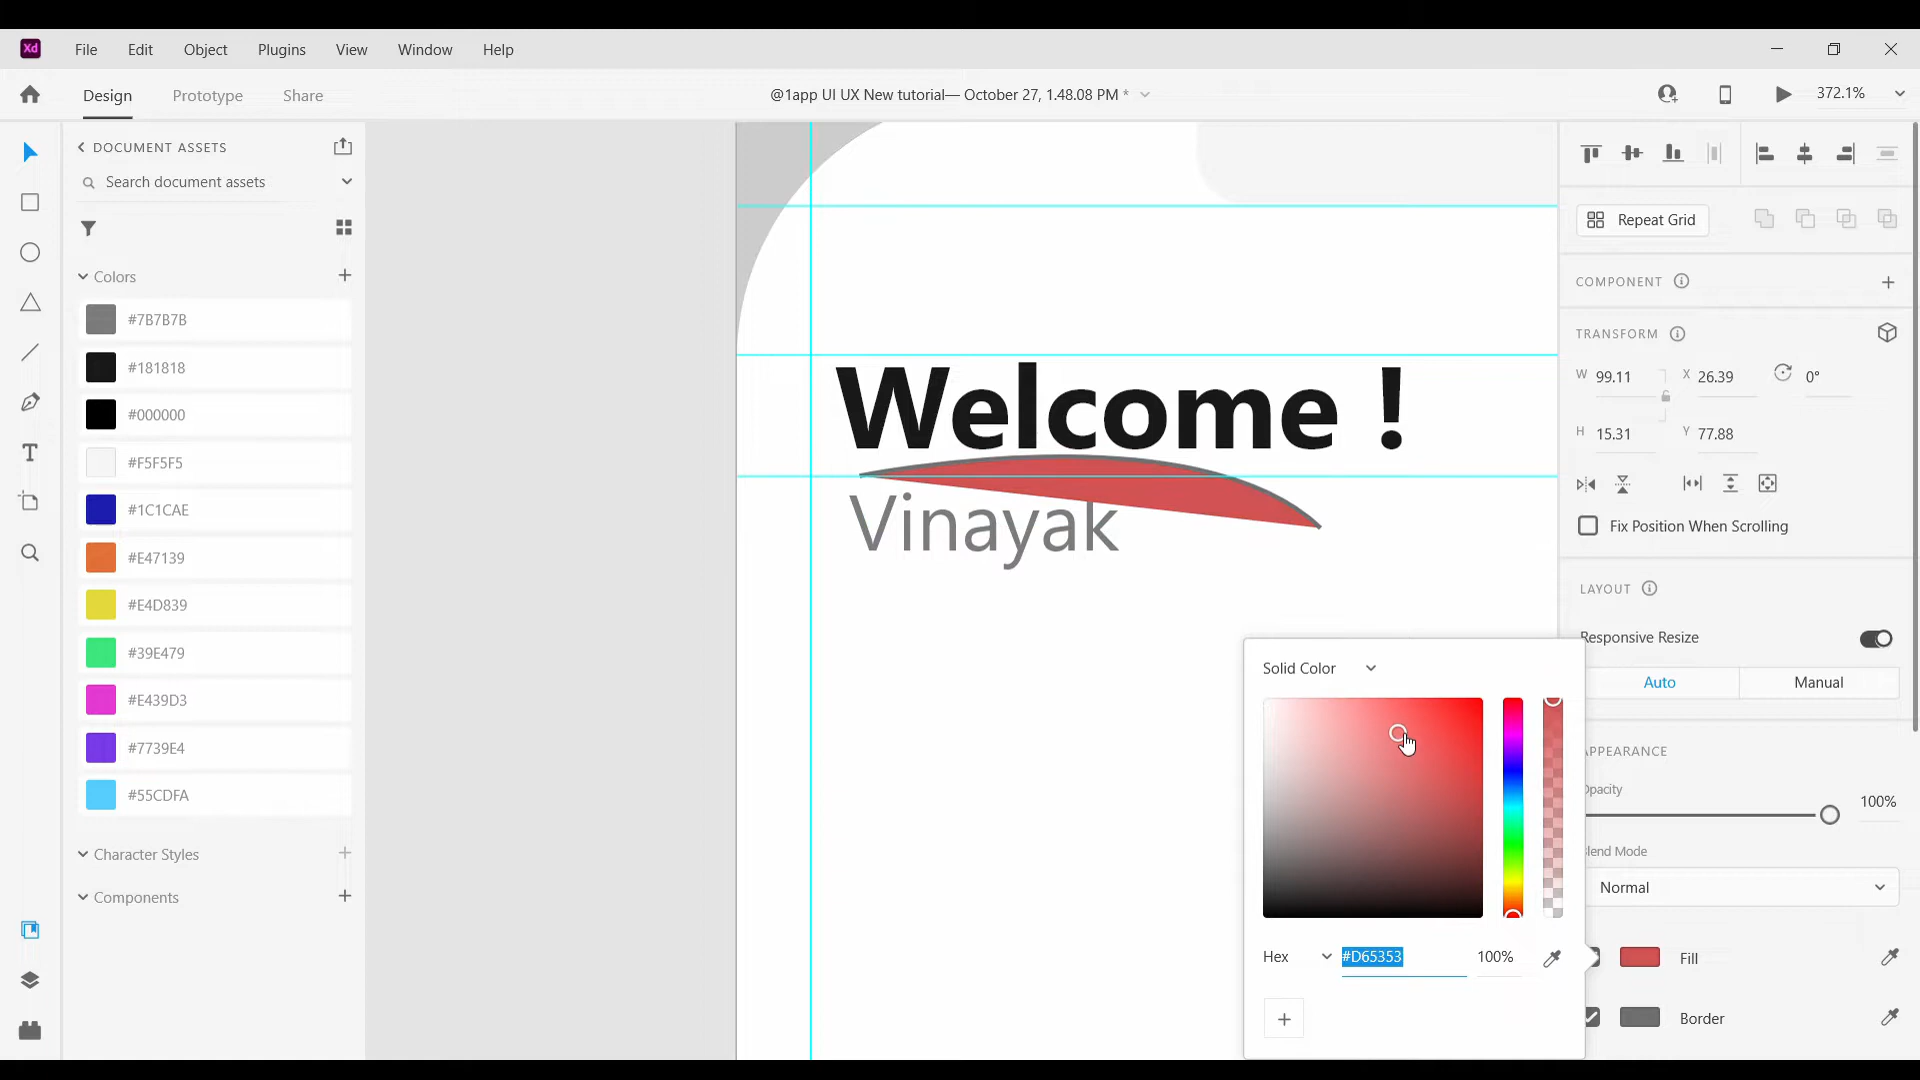 Xd File Edit Object Plugins View Window Help
Design Prototype Share @1app UI UX New tutorial— October 27, 1.48.08 PM * 372.1%
DOCUMENT ASSETS
Search document assets
Colors
#7B7B7B
#181818
#000000
#F5F5F5
#1C1CAE
#E47139
#E4D839
#39E479
#E439D3
#7739E4
#55CDFA
Character Styles
Components
Welcome !
Vinayak
Solid Color
Hex #D65353 100%
Repeat Grid
COMPONENT
TRANSFORM
W 99.11 X 26.39 0°
H 15.31 Y 77.88
Fix Position When Scrolling
LAYOUT
Responsive Resize
Auto Manual
APPEARANCE
Opacity 100%
Blend Mode
Normal
Fill
Border